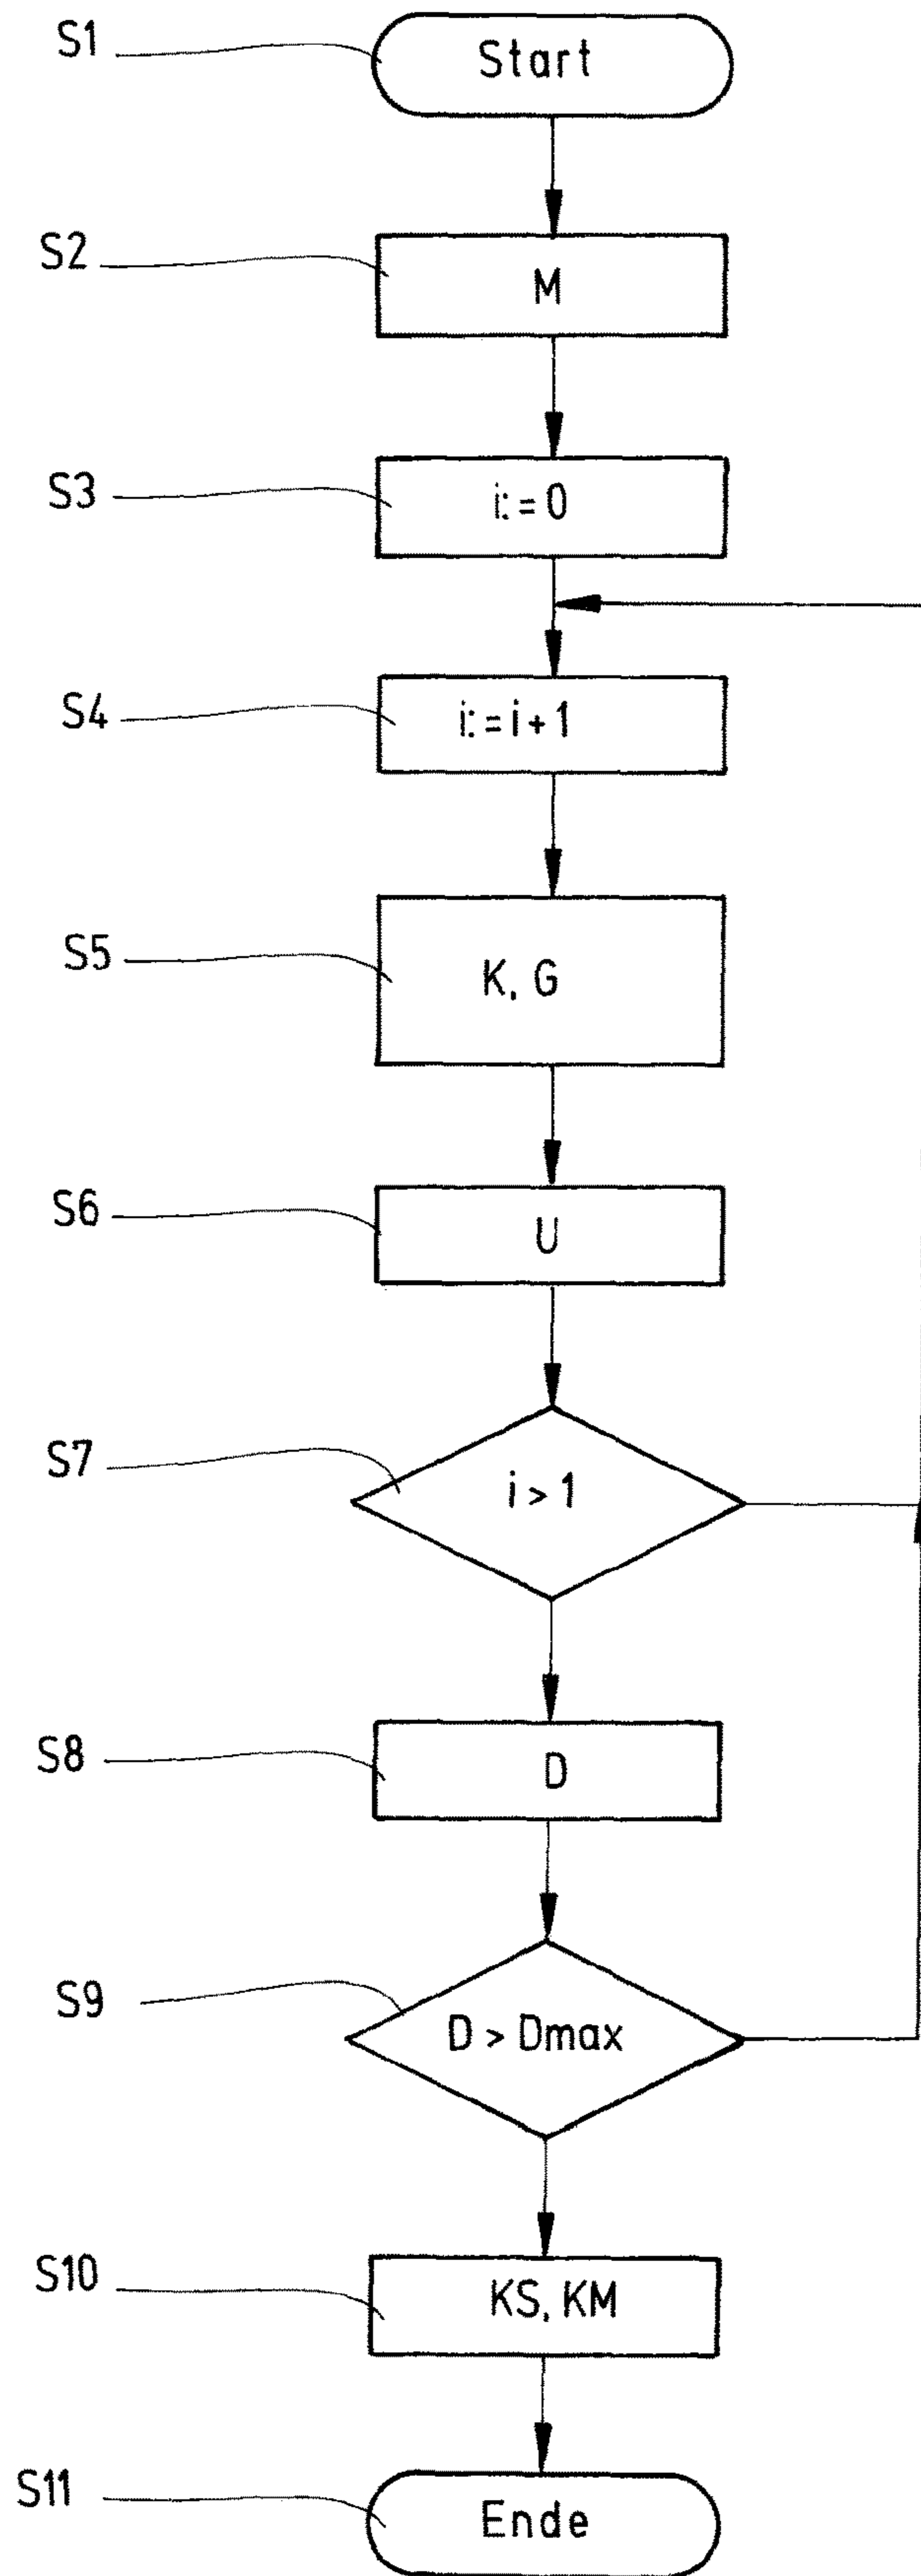 S1
Start
S2
M
S3
i:=0
S4
i:=i+1
S5
K, G
S6
U
S7
i>1
S8
D
S9
D > Dmax
S10
KS, KM
S11
Ende